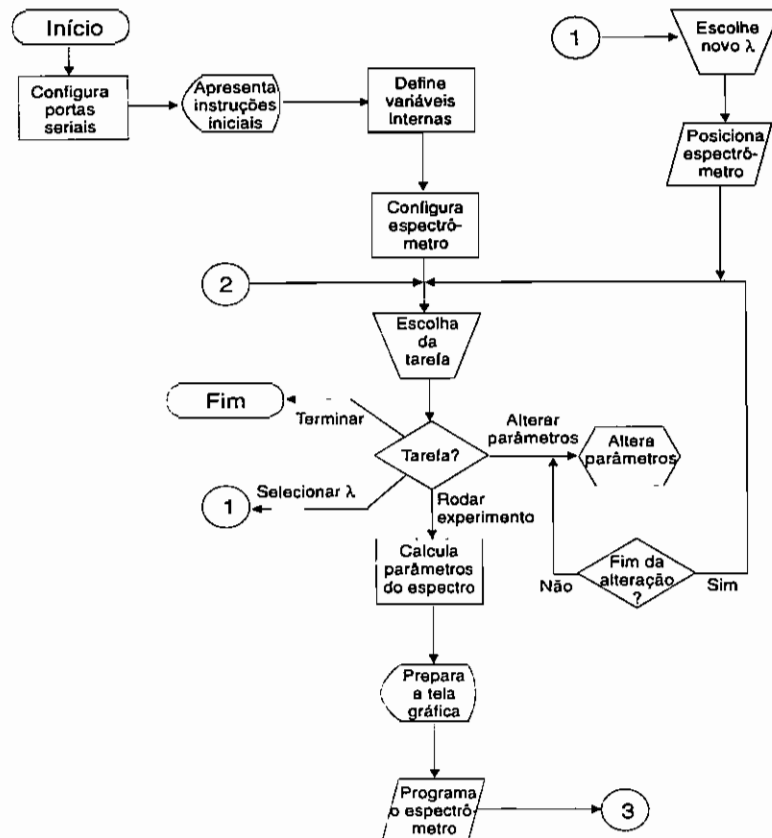 Início
Configura
portas
seriais
Apresenta
instruções
iniciais
Define
variáveis
Internas
1
Escolhe
novo λ
Posiciona
espectrô-
metro
Configura
espectrô-
metro
2
Escolha
da
tarefa
Fim
Terminar
Tarefa?
Alterar
parâmetros
Altera
parâmetros
1
Selecionar λ
Rodar
experimento
Calcula
parâmetros
do espectro
Não
Fim da
alteração
?
Sim
Prepara
a tela
gráfica
Programa
o espectrô-
metro
3